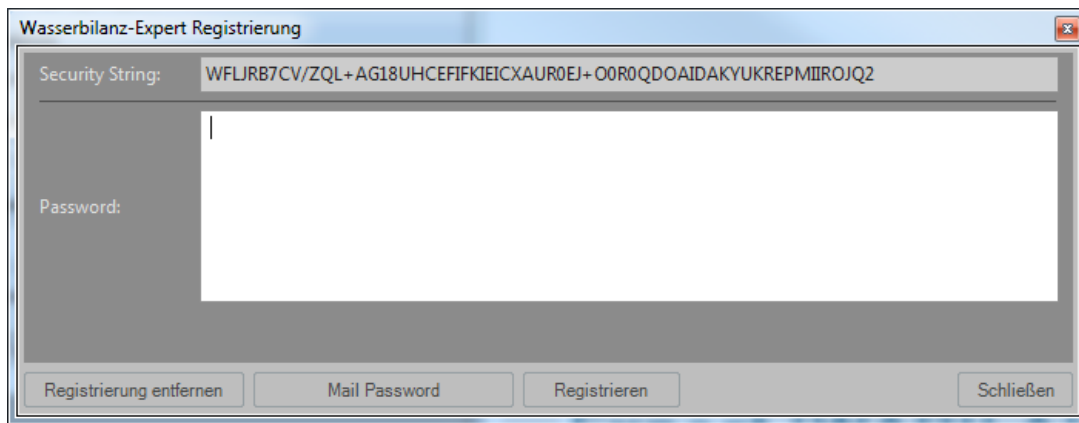 Wasserbilanz-Expert Registrierung
Security String: WFLJRB7CV/ZQL+AG18UHCEFIFKIEICXAUR0EJ+O0R0QDOAIDAKYUKREPMIIROJQ2
Password:
Registrierung entfernen Mail Password Registrieren Schließen